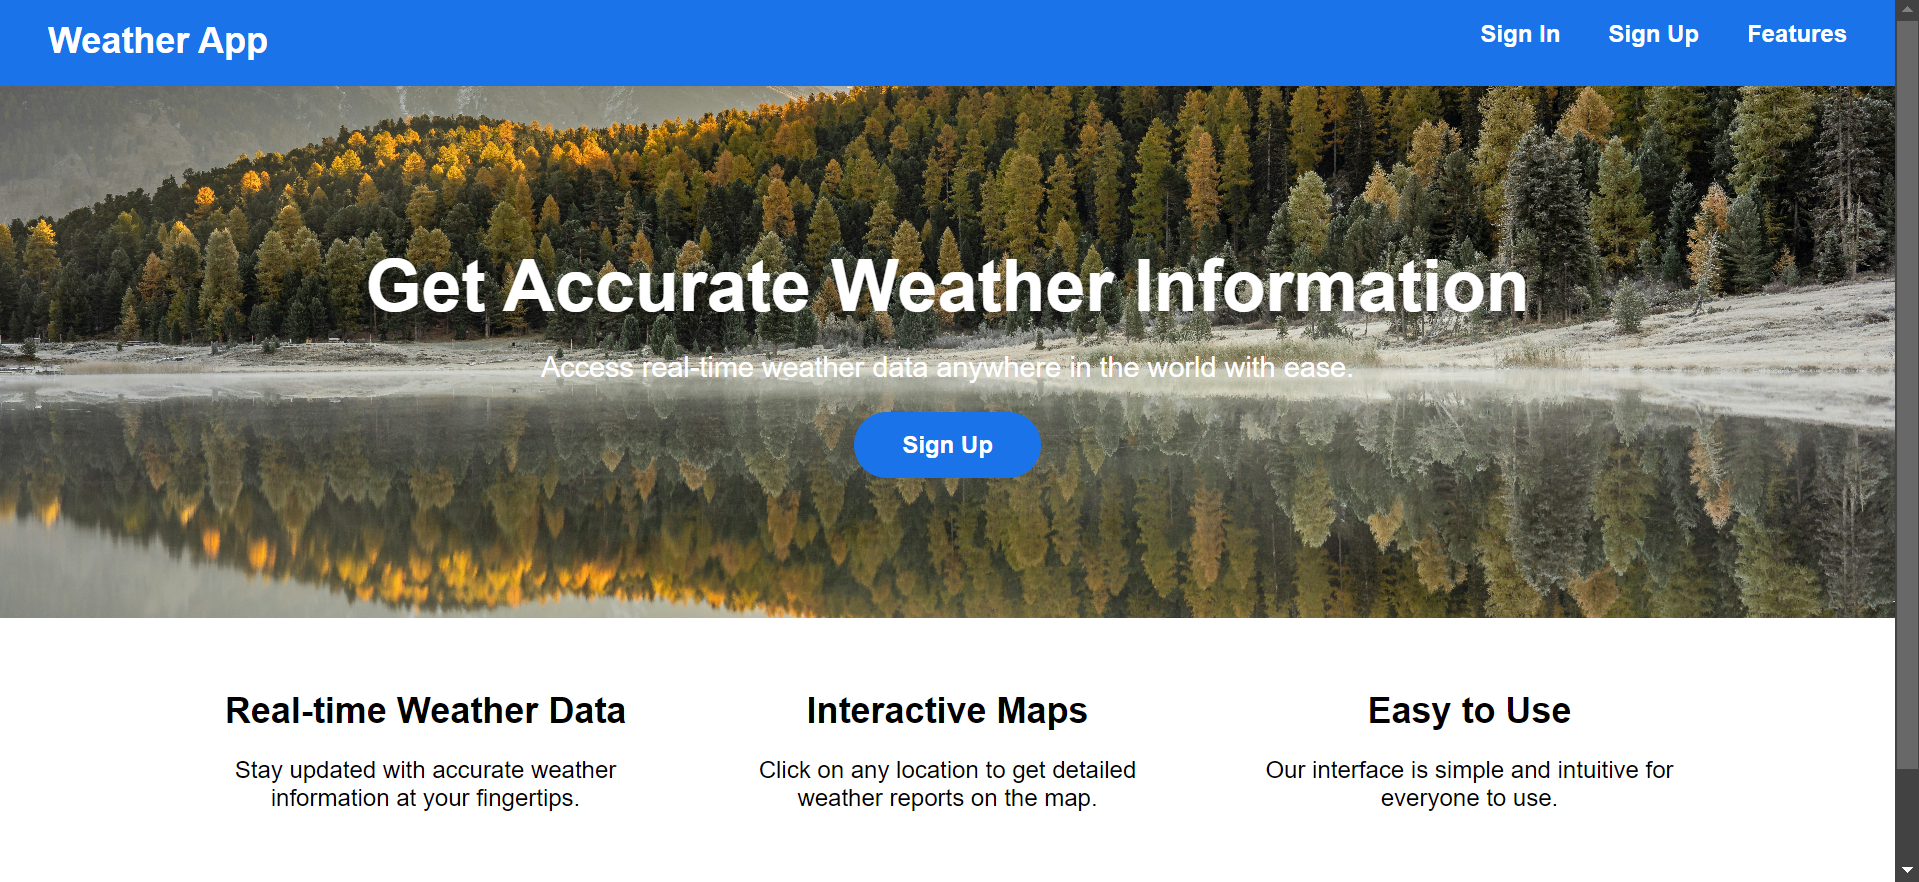 Weather App
Sign In
Sign Up
Features
Get Accurate Weather Information
Access real-time weather data anywhere in the world with ease.
Sign Up
Real-time Weather Data
Stay updated with accurate weather
information at your fingertips.
Interactive Maps
Click on any location to get detailed
weather reports on the map.
Easy to Use
Our interface is simple and intuitive for
everyone to use.